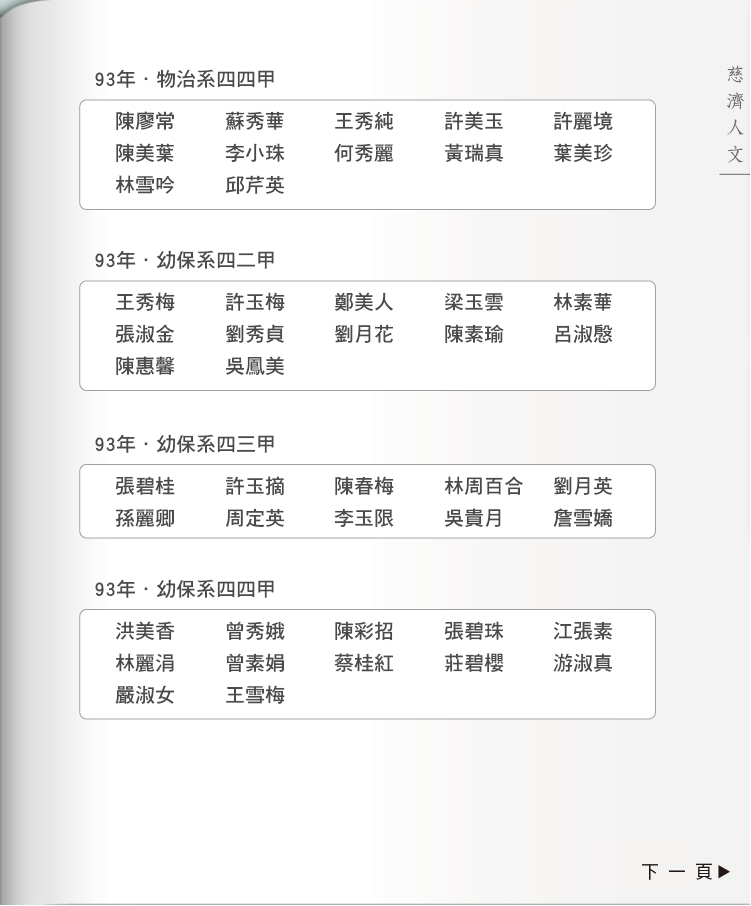 慈濟人文
93年．物治系四四甲
陳廖常 蘇秀華 王秀純 許美玉 許麗境
陳美葉 李小珠 何秀麗 黃瑞真 葉美珍
林雪吟 邱芹英
93年．幼保系四二甲
王秀梅 許玉梅 鄭美人 梁玉雲 林素華
張淑金 劉秀貞 劉月花 陳素瑜 呂淑慇
陳惠馨 吳鳳美
93年．幼保系四三甲
張碧桂 許玉摘 陳春梅 林周百合 劉月英
孫麗卿 周定英 李玉限 吳貴月 詹雪嬌
93年．幼保系四四甲
洪美香 曾秀娥 陳彩招 張碧珠 江張素
林麗涓 曾素娟 蔡桂紅 莊碧櫻 游淑真
嚴淑女 王雪梅
下一頁▶